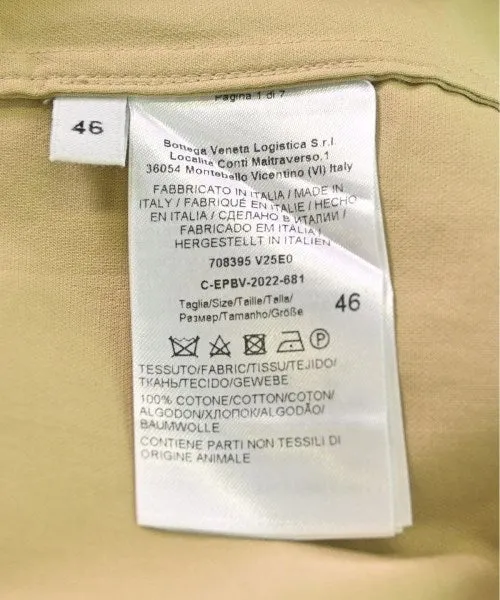 46
Pagina 1 di 7
Bottega Veneta Logistica S.r.l.
Località Conti Maltraverso,1
36054 Montebello Vicentino (VI) Italy
FABBRICATO IN ITALIA / MADE IN
ITALY / FABRIQUÉ EN ITALIE / HECHO
EN ITALIA / СДЕЛАНО В ИТАЛИИ /
FABRICADO EM ITALIA /
HERGESTELLT IN ITALIEN
708395 V25E0
C-EPBV-2022-681
Taglia/Size/Taille/Talla/
Размер/Tamanho/Größe
46
P
TESSUTO/FABRIC/TISSU/TEJIDO/
ТКАНЬ/TECIDO/GEWEBE
100% COTONE/COTTON/COTON/
ALGODON/ХЛОПОК/ALGODÃO/
BAUMWOLLE
CONTIENE PARTI NON TESSILI DI
ORIGINE ANIMALE